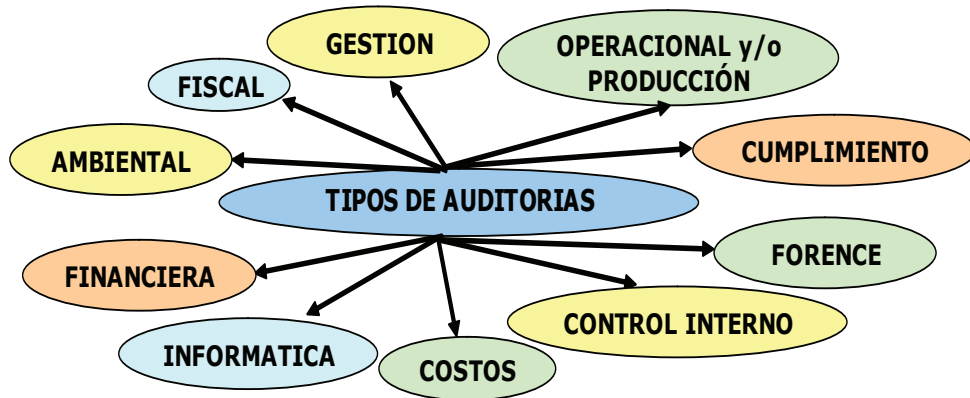 GESTION
OPERACIONAL y/o
PRODUCCIÓN
FISCAL
AMBIENTAL
CUMPLIMIENTO
TIPOS DE AUDITORIAS
FORENCE
FINANCIERA
CONTROL INTERNO
INFORMATICA
COSTOS